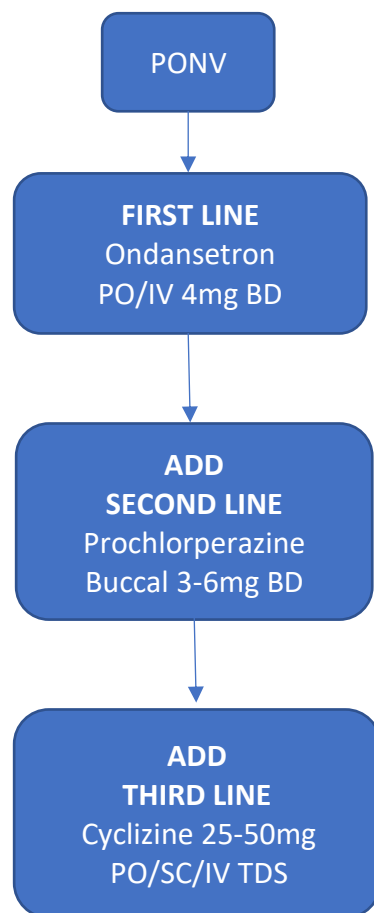 PONV
FIRST LINE
Ondansetron
PO/IV 4mg BD
ADD
SECOND LINE
Prochlorperazine
Buccal 3-6mg BD
ADD
THIRD LINE
Cyclizine 25-50mg
PO/SC/IV TDS